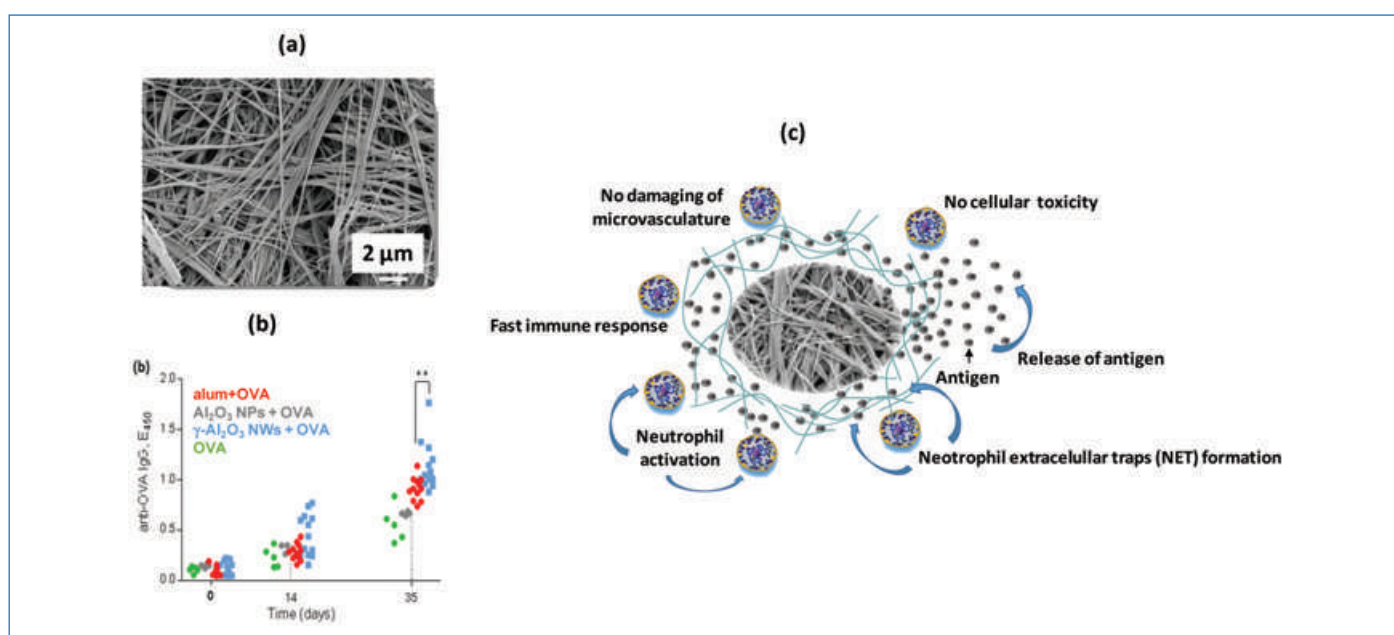 (a)
2 µm
(b)
(b)
2.0
alum+OVA
Al₂O₃ NPs + OVA
γ-Al₂O₃ NWs + OVA
OVA
**
1.5
1.0
0.5
0.0
anti-OVA IgG, E₄₅₀
0
14
35
Time (days)
(c)
No damaging of
microvasculature
No cellular toxicity
Fast immune response
Release of antigen
Antigen
Neutrophil
activation
Neotrophil extracelullar traps (NET) formation